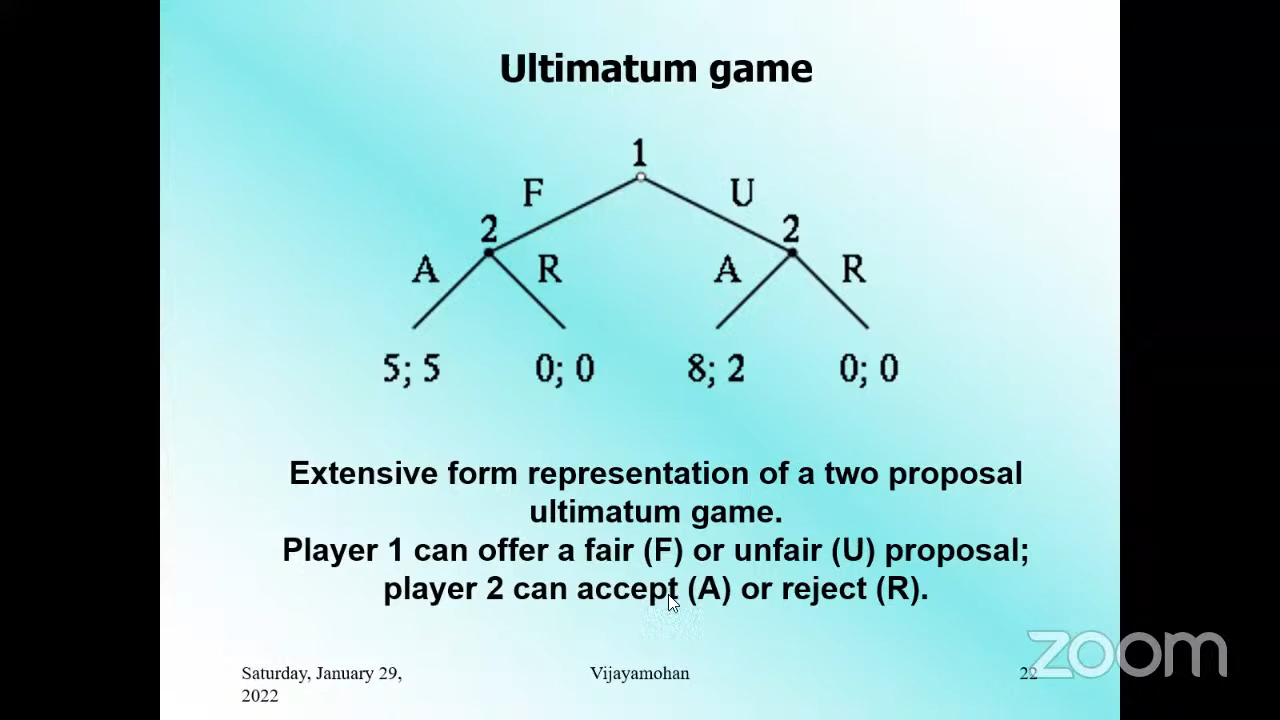 Ultimatum game
1
F
U
2
2
A
R
A
R
5; 5
0; 0
8; 2
0; 0
Extensive form representation of a two proposal
ultimatum game.
Player 1 can offer a fair (F) or unfair (U) proposal;
player 2 can accept (A) or reject (R).
Saturday, January 29,
2022
Vijayamohan
22
zoom